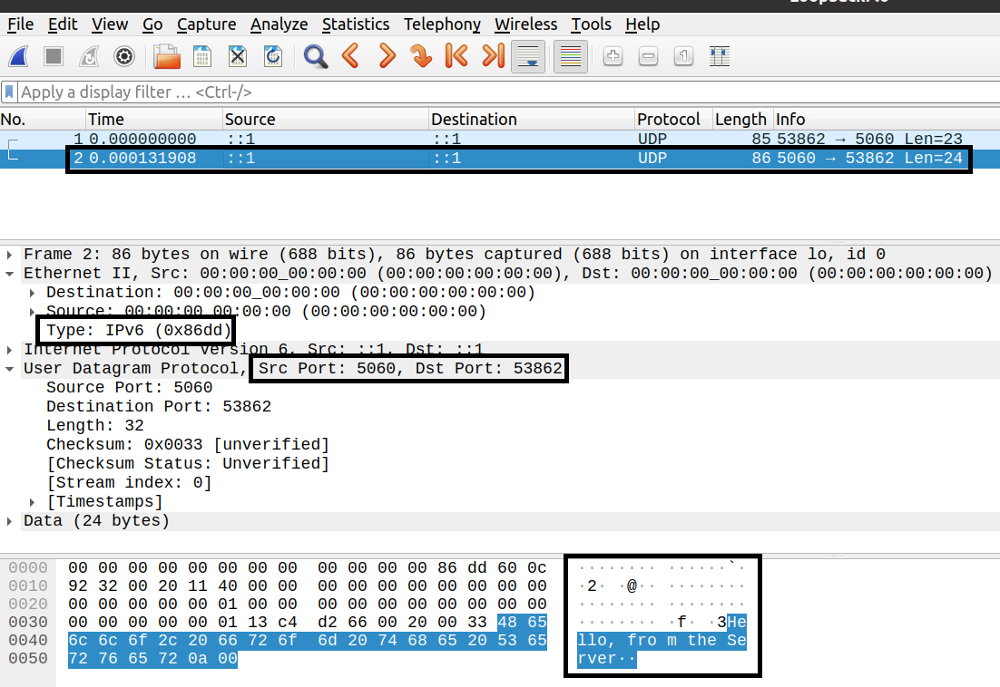 File Edit View Go Capture Analyze Statistics Telephony Wireless Tools Help
Apply a display filter … <Ctrl-/>
No. Time Source Destination Protocol Length Info
1 0.000000000 ::1 ::1 UDP 85 53862 → 5060 Len=23
2 0.000131908 ::1 ::1 UDP 86 5060 → 53862 Len=24
Frame 2: 86 bytes on wire (688 bits), 86 bytes captured (688 bits) on interface lo, id 0
Ethernet II, Src: 00:00:00_00:00:00 (00:00:00:00:00:00), Dst: 00:00:00_00:00:00 (00:00:00:00:00:00)
Destination: 00:00:00_00:00:00 (00:00:00:00:00:00)
Source: 00:00:00_00:00:00 (00:00:00:00:00:00)
Type: IPv6 (0x86dd)
Internet Protocol Version 6, Src: ::1, Dst: ::1
User Datagram Protocol, Src Port: 5060, Dst Port: 53862
Source Port: 5060
Destination Port: 53862
Length: 32
Checksum: 0x0033 [unverified]
[Checksum Status: Unverified]
[Stream index: 0]
[Timestamps]
Data (24 bytes)
0000 00 00 00 00 00 00 00 00 00 00 00 00 86 dd 60 0c ········ ······`·
0010 92 32 00 20 11 40 00 00 00 00 00 00 00 00 00 00 ·2· ·@·· ········
0020 00 00 00 00 00 01 00 00 00 00 00 00 00 00 00 00 ········ ········
0030 00 00 00 00 00 01 13 c4 d2 66 00 20 00 33 48 65 ········ ·f· ·3He
0040 6c 6c 6f 2c 20 66 72 6f 6d 20 74 68 65 20 53 65 llo, fro m the Se
0050 72 76 65 72 0a 00 rver··